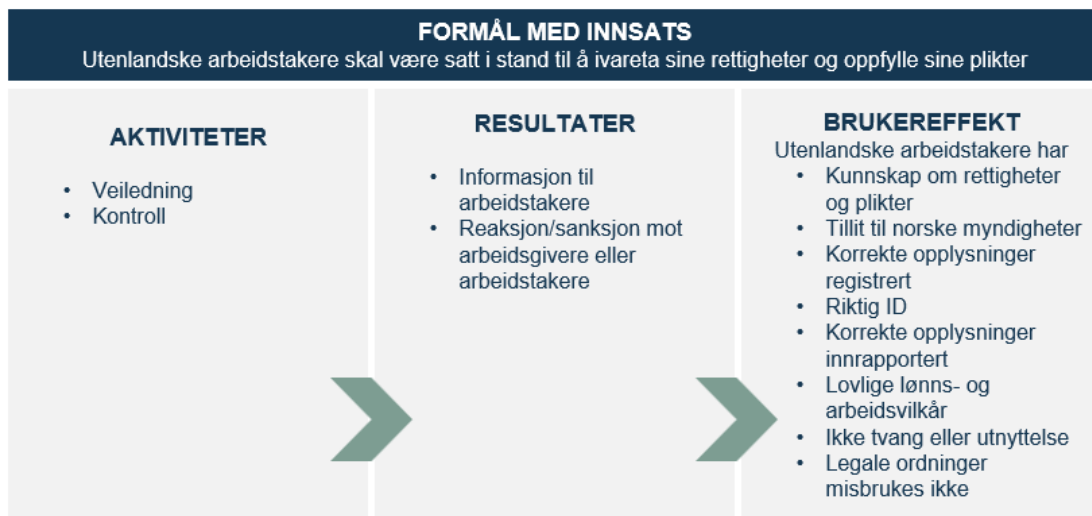 FORMÅL MED INNSATS
Utenlandske arbeidstakere skal være satt i stand til å ivareta sine rettigheter og oppfylle sine plikter
AKTIVITETER
• Veiledning
• Kontroll
RESULTATER
• Informasjon til
arbeidstakere
• Reaksjon/sanksjon mot
arbeidsgivere eller
arbeidstakere
BRUKEREFFEKT
Utenlandske arbeidstakere har
• Kunnskap om rettigheter
og plikter
• Tillit til norske myndigheter
• Korrekte opplysninger
registrert
• Riktig ID
• Korrekte opplysninger
innrapportert
• Lovlige lønns- og
arbeidsvilkår
• Ikke tvang eller utnyttelse
• Legale ordninger
misbrukes ikke